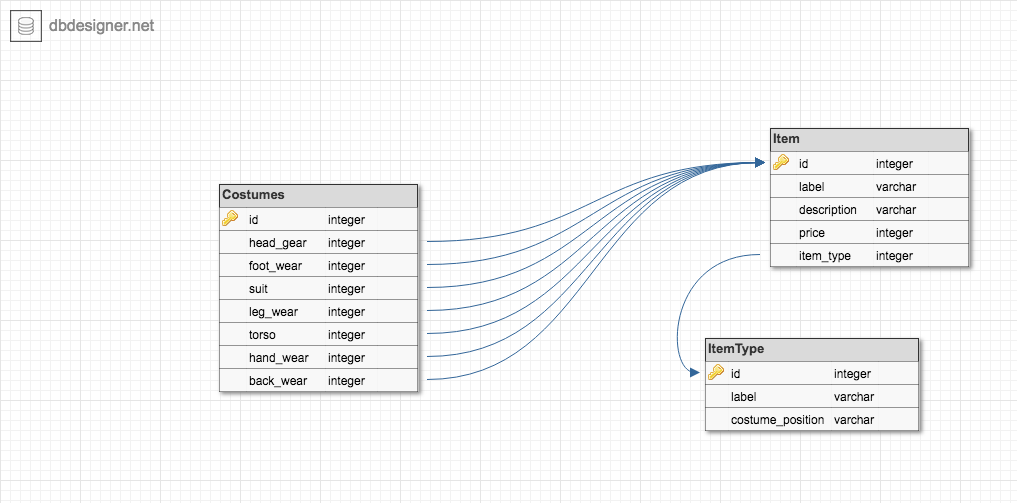 dbdesigner.net
Costumes
id integer
head_gear integer
foot_wear integer
suit integer
leg_wear integer
torso integer
hand_wear integer
back_wear integer
Item
id integer
label varchar
description varchar
price integer
item_type integer
ItemType
id integer
label varchar
costume_position varchar